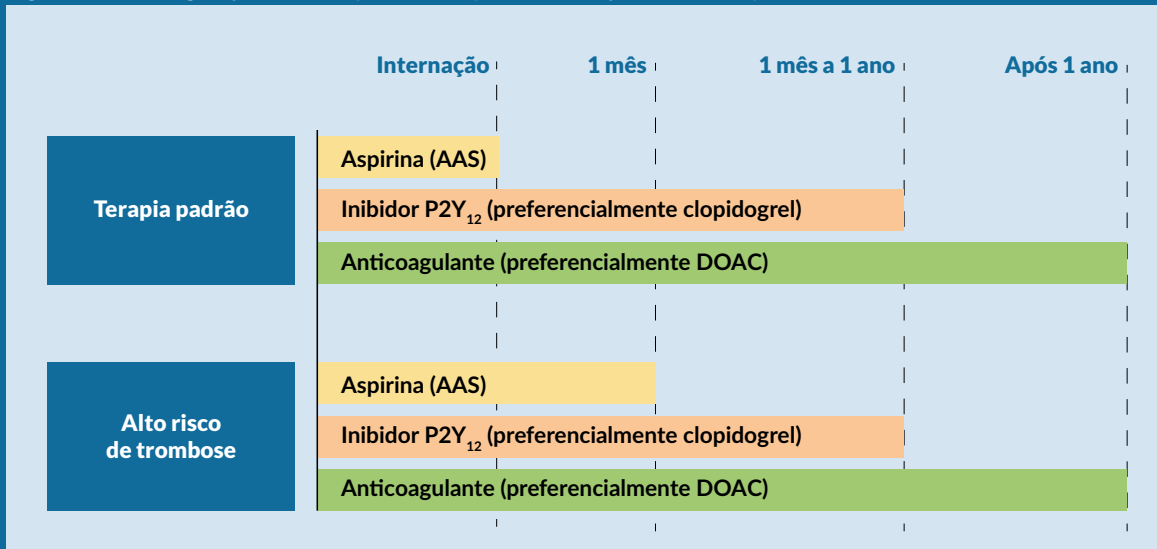 Internação 1 mês 1 mês a 1 ano Após 1 ano
Terapia padrão
Aspirina (AAS)
Inibidor P2Y₁₂ (preferencialmente clopidogrel)
Anticoagulante (preferencialmente DOAC)
Alto risco
de trombose
Aspirina (AAS)
Inibidor P2Y₁₂ (preferencialmente clopidogrel)
Anticoagulante (preferencialmente DOAC)